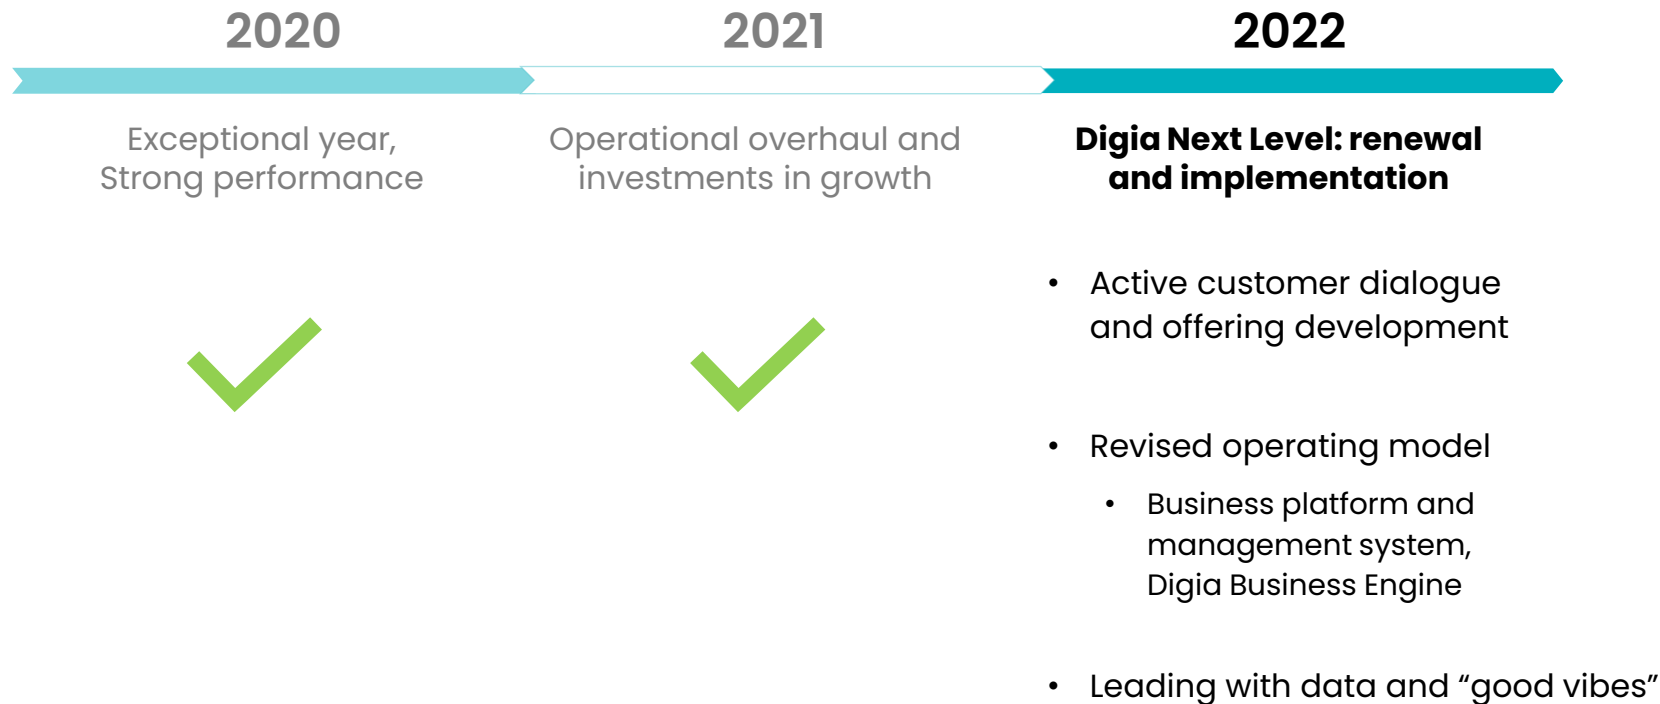 2020
2021
2022
Exceptional year,
Strong performance
Operational overhaul and
investments in growth
Digia Next Level: renewal
and implementation
• Active customer dialogue
and offering development
• Revised operating model
• Business platform and
management system,
Digia Business Engine
• Leading with data and “good vibes”